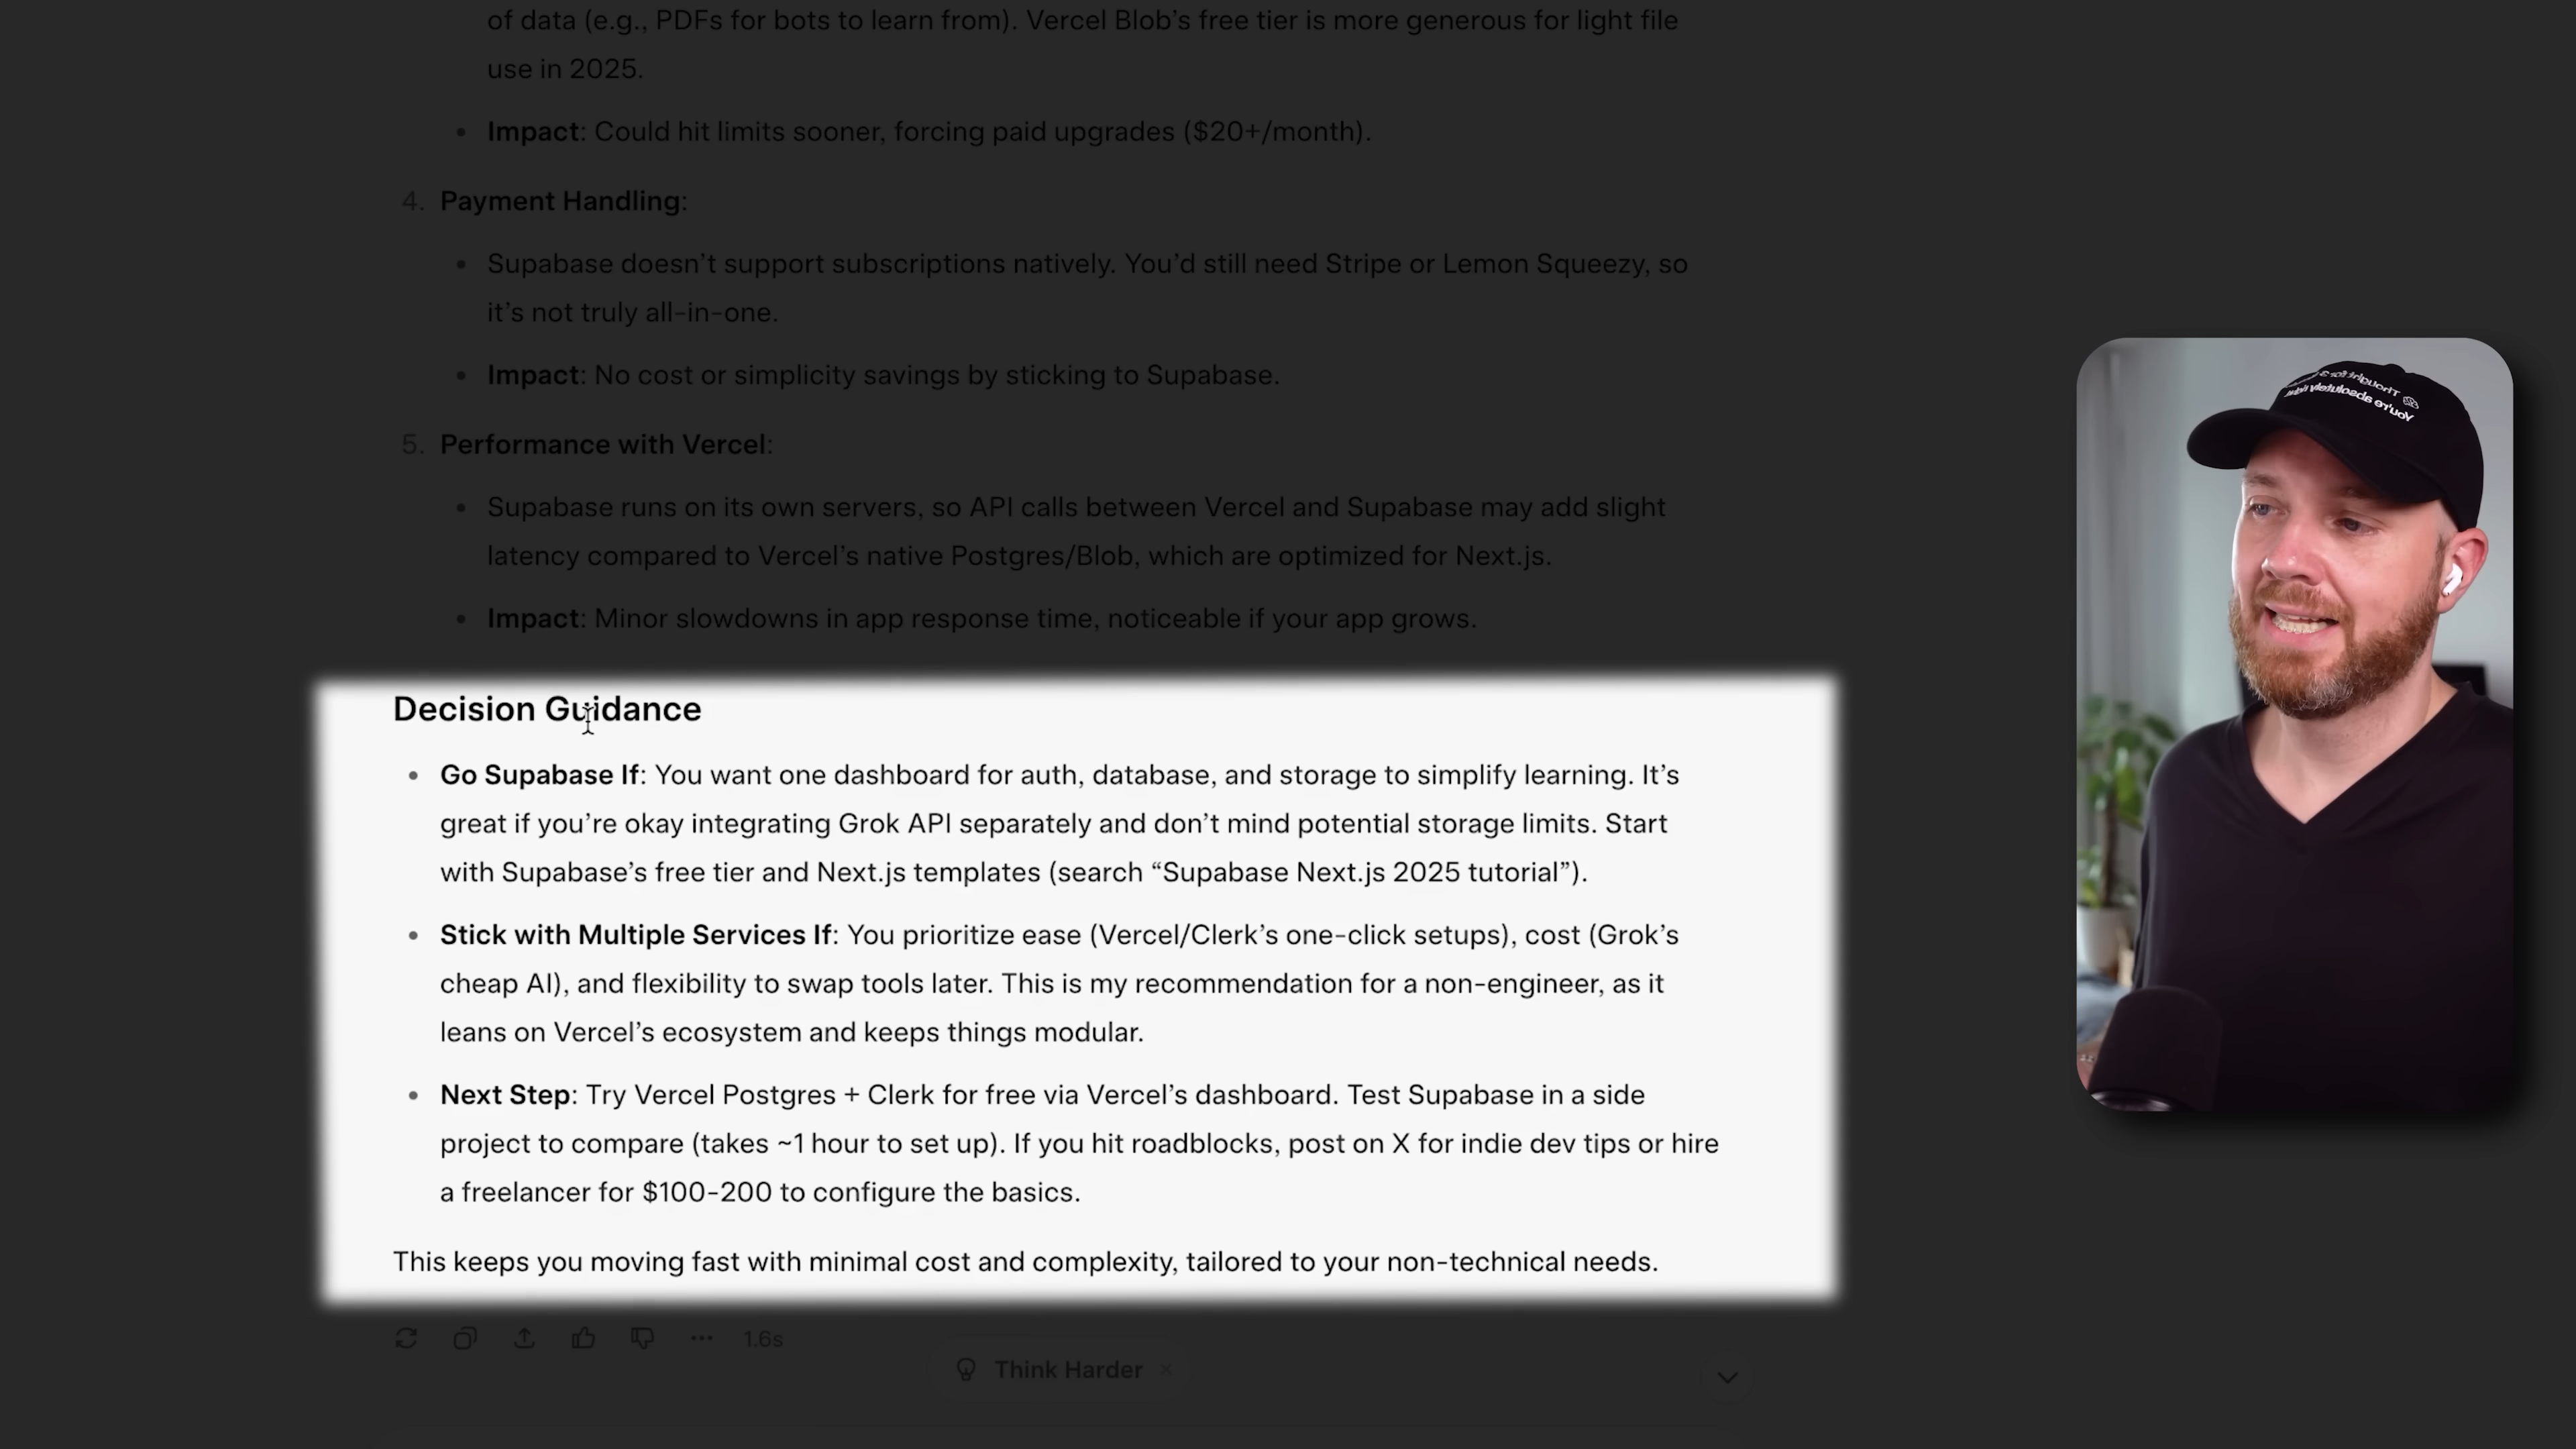 of data (e.g., PDFs for bots to learn from). Vercel Blob’s free tier is more generous for light file
use in 2025.
• Impact: Could hit limits sooner, forcing paid upgrades ($20+/month).
4. Payment Handling:
• Supabase doesn’t support subscriptions natively. You’d still need Stripe or Lemon Squeezy, so
it’s not truly all-in-one.
• Impact: No cost or simplicity savings by sticking to Supabase.
5. Performance with Vercel:
• Supabase runs on its own servers, so API calls between Vercel and Supabase may add slight
latency compared to Vercel’s native Postgres/Blob, which are optimized for Next.js.
• Impact: Minor slowdowns in app response time, noticeable if your app grows.
Decision Guidance
• Go Supabase If: You want one dashboard for auth, database, and storage to simplify learning. It’s
great if you’re okay integrating Grok API separately and don’t mind potential storage limits. Start
with Supabase’s free tier and Next.js templates (search “Supabase Next.js 2025 tutorial”).
• Stick with Multiple Services If: You prioritize ease (Vercel/Clerk’s one-click setups), cost (Grok’s
cheap AI), and flexibility to swap tools later. This is my recommendation for a non-engineer, as it
leans on Vercel’s ecosystem and keeps things modular.
• Next Step: Try Vercel Postgres + Clerk for free via Vercel’s dashboard. Test Supabase in a side
project to compare (takes ~1 hour to set up). If you hit roadblocks, post on X for indie dev tips or hire
a freelancer for $100-200 to configure the basics.
This keeps you moving fast with minimal cost and complexity, tailored to your non-technical needs.
1.6s
Think Harder ×
Thought for
You're absolutely